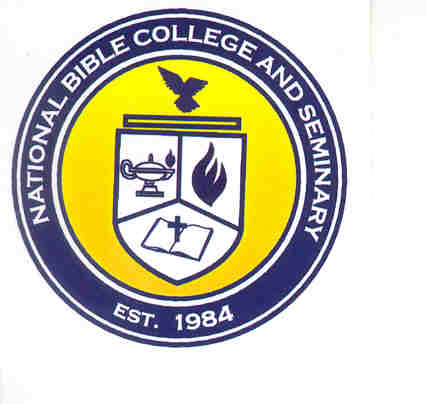 NATIONAL BIBLE COLLEGE AND SEMINARY
EST. 1984